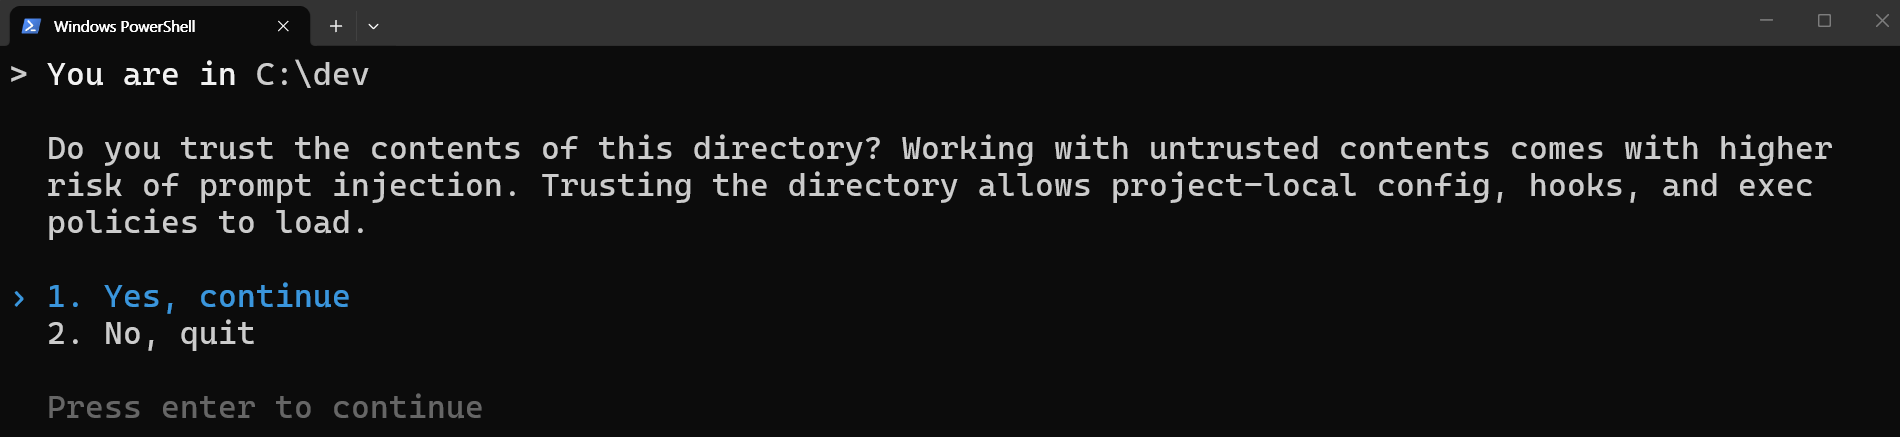 Windows PowerShell
> You are in C:\dev
Do you trust the contents of this directory? Working with untrusted contents comes with higher
risk of prompt injection. Trusting the directory allows project-local config, hooks, and exec
policies to load.
› 1. Yes, continue
2. No, quit
Press enter to continue